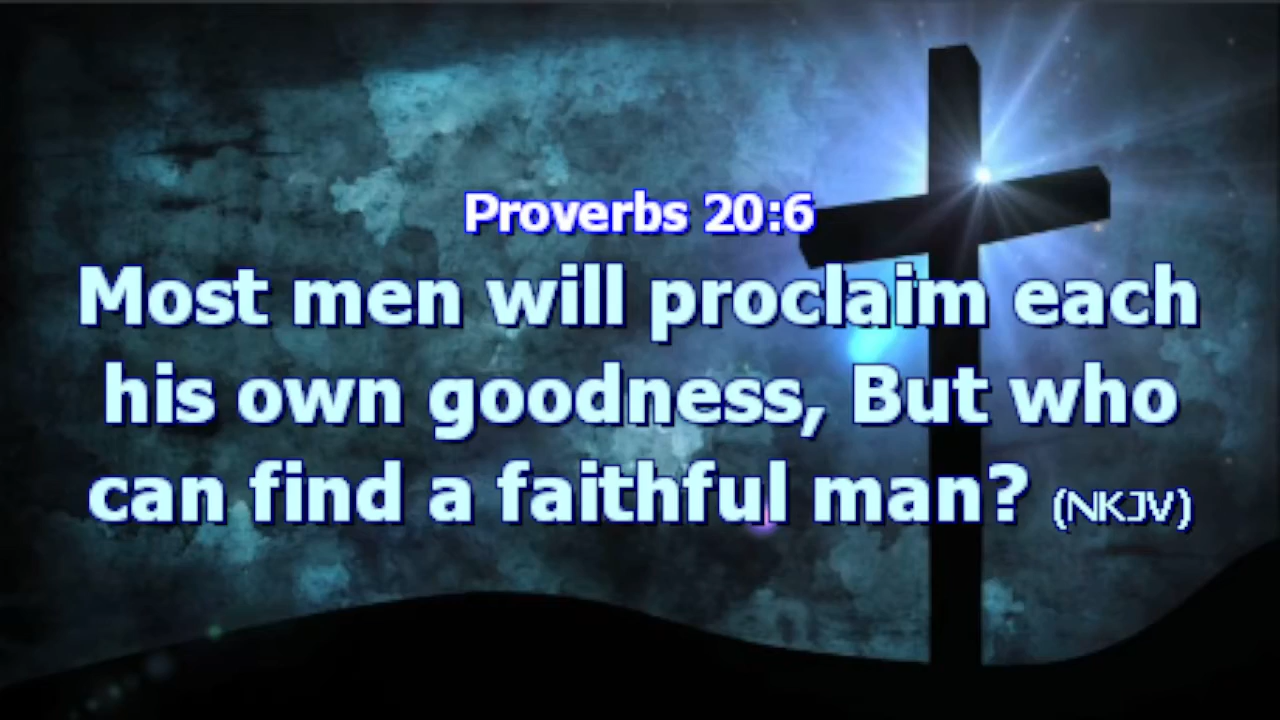 Proverbs 20:6
Most men will proclaim each
his own goodness, But who
can find a faithful man? (NKJV)